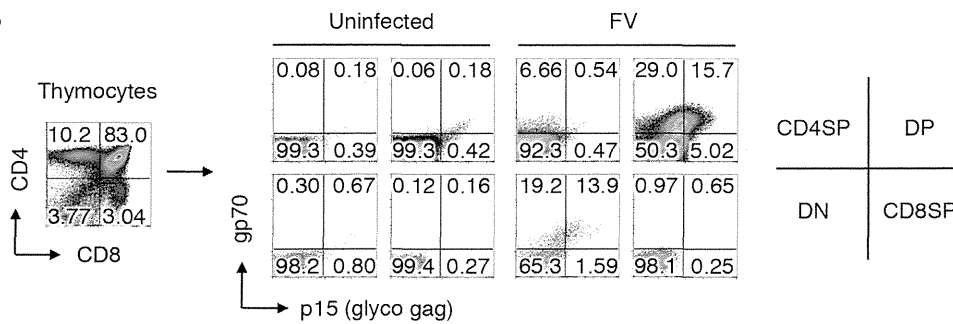 Uninfected FV
0.08 0.18 0.06 0.18 6.66 0.54 29.0 15.7
Thymocytes
10.2 83.0
CD4
99.3 0.39 99.3 0.42 92.3 0.47 50.3 5.02
CD4SP DP
3.77 3.04
CD8
0.30 0.67 0.12 0.16 19.2 13.9 0.97 0.65
DN CD8SP
gp70
98.2 0.80 99.4 0.27 65.3 1.59 98.1 0.25
p15 (glyco gag)